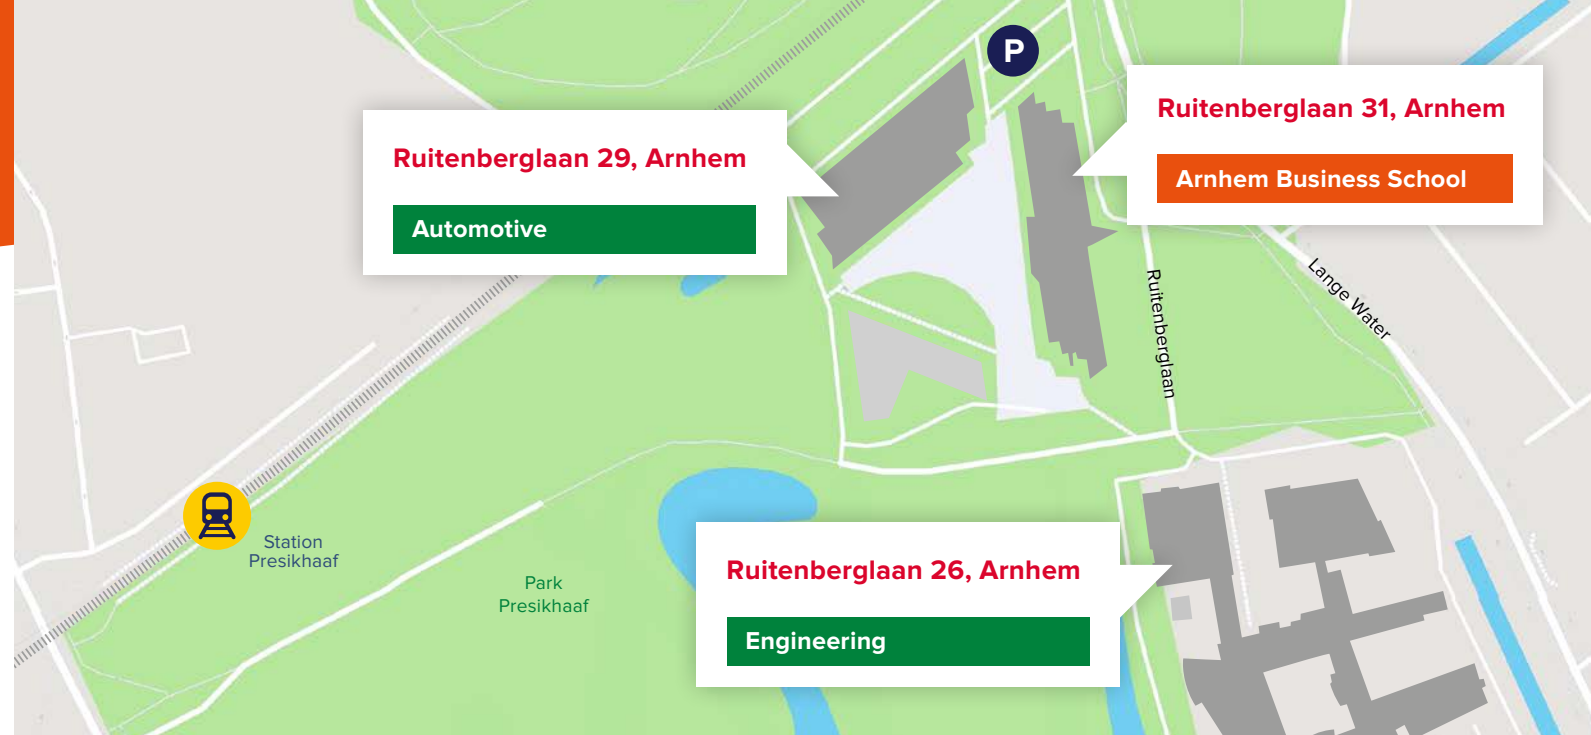 P
Ruitenberglaan 31, Arnhem
Arnhem Business School
Ruitenberglaan 29, Arnhem
Automotive
Ruitenberglaan
Lange Water
Station
Presikhaaf
Park
Presikhaaf
Ruitenberglaan 26, Arnhem
Engineering